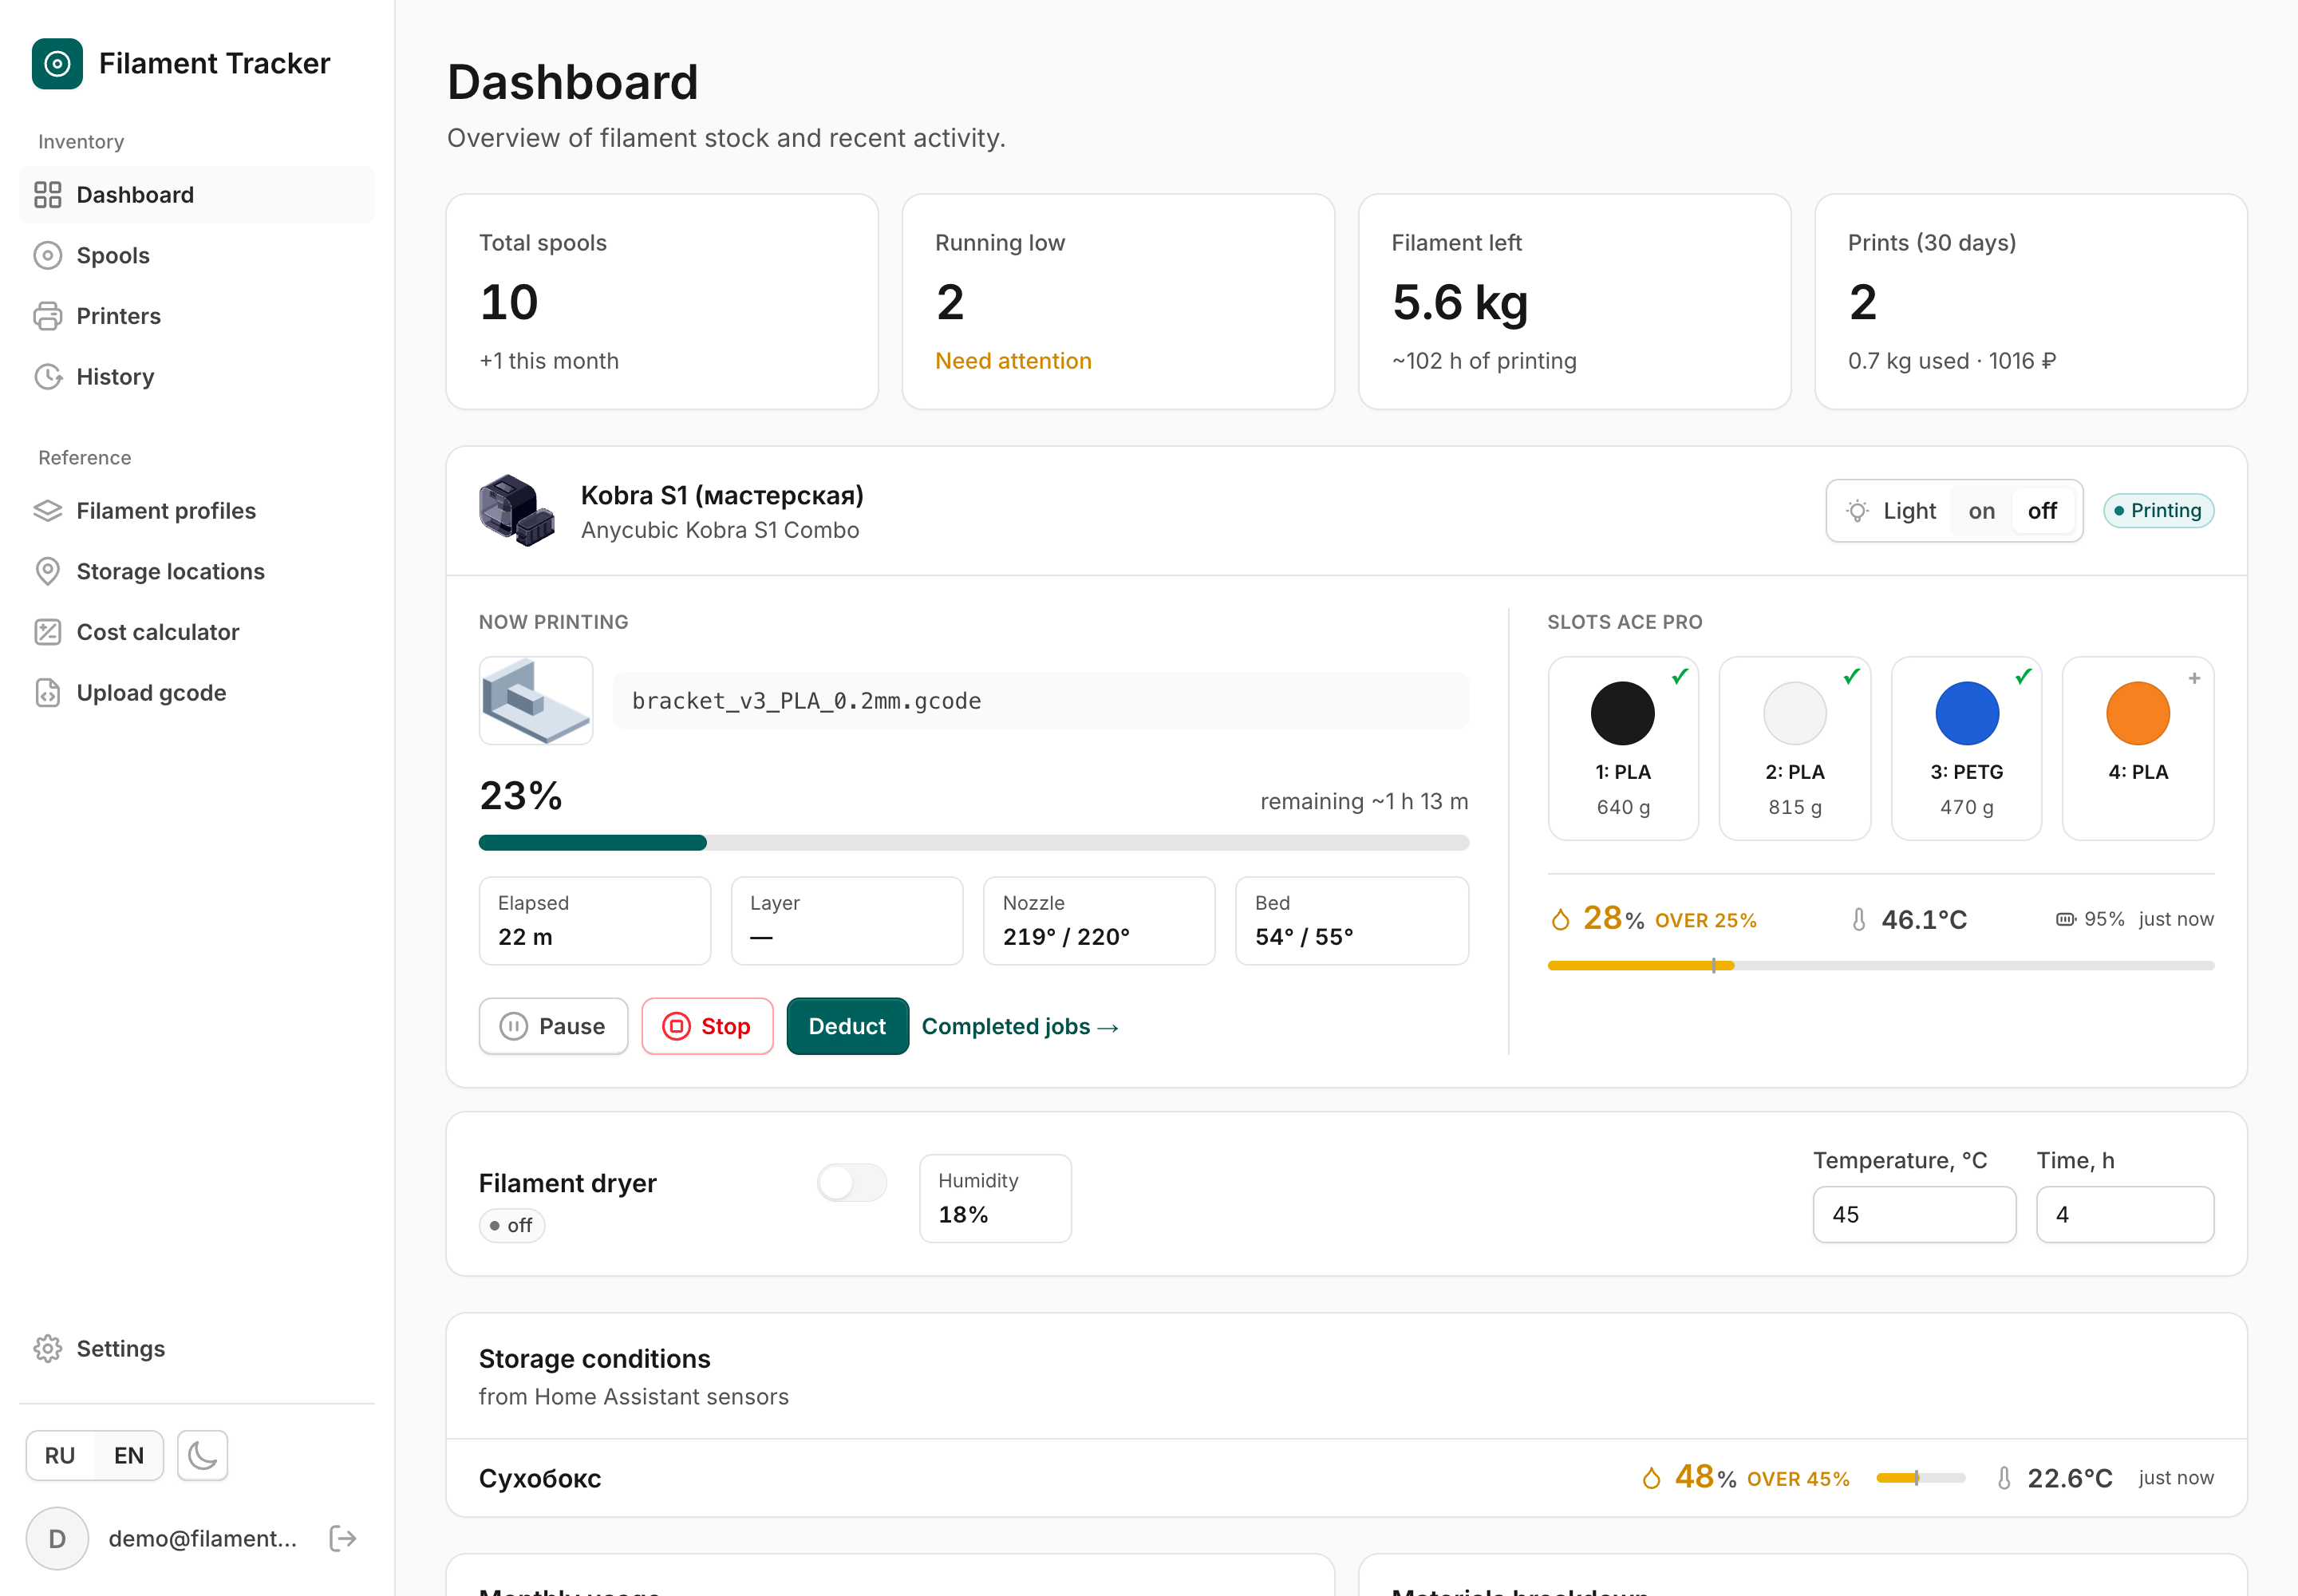 Filament Tracker
Inventory
Dashboard
Spools
Printers
History
Reference
Filament profiles
Storage locations
Cost calculator
Upload gcode
Settings
RU EN
D demo@filament...
Dashboard
Overview of filament stock and recent activity.
Total spools
10
+1 this month
Running low
2
Need attention
Filament left
5.6 kg
~102 h of printing
Prints (30 days)
2
0.7 kg used · 1016 ₽
Kobra S1 (мастерская)
Anycubic Kobra S1 Combo
Light on off
Printing
NOW PRINTING
bracket_v3_PLA_0.2mm.gcode
23%
remaining ~1 h 13 m
Elapsed
22 m
Layer
—
Nozzle
219° / 220°
Bed
54° / 55°
Pause Stop Deduct Completed jobs →
SLOTS ACE PRO
1: PLA
640 g
2: PLA
815 g
3: PETG
470 g
4: PLA
28% OVER 25% 46.1°C 95% just now
Filament dryer
off
Humidity
18%
Temperature, °C
45
Time, h
4
Storage conditions
from Home Assistant sensors
Сухобокс 48% OVER 45% 22.6°C just now